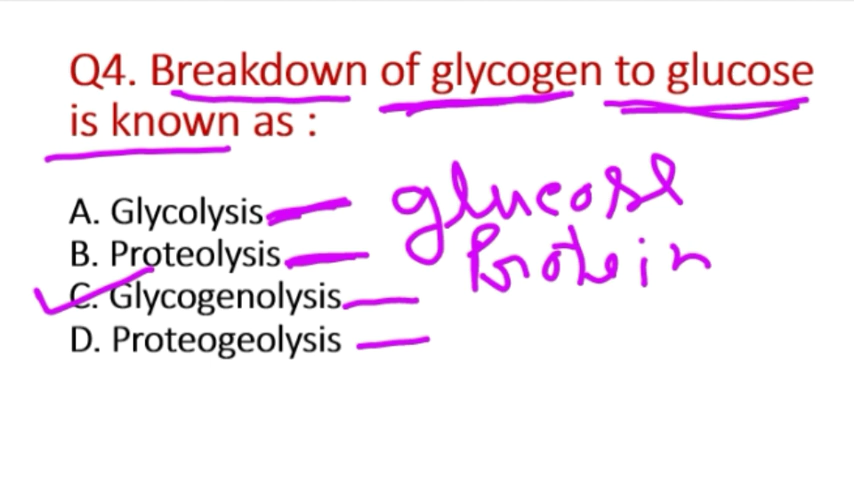 Q4. Breakdown of glycogen to glucose
is known as :
A. Glycolysis glucose
B. Proteolysis Protein
C. Glycogenolysis
D. Proteogeolysis